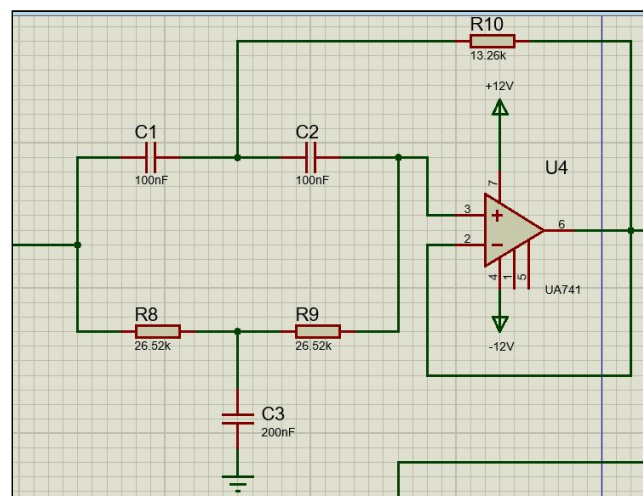 R10
13.26k
+12V
C1
100nF
C2
100nF
U4
7
3
2
6
4
1
5
UA741
-12V
R8
26.52k
R9
26.52k
C3
200nF